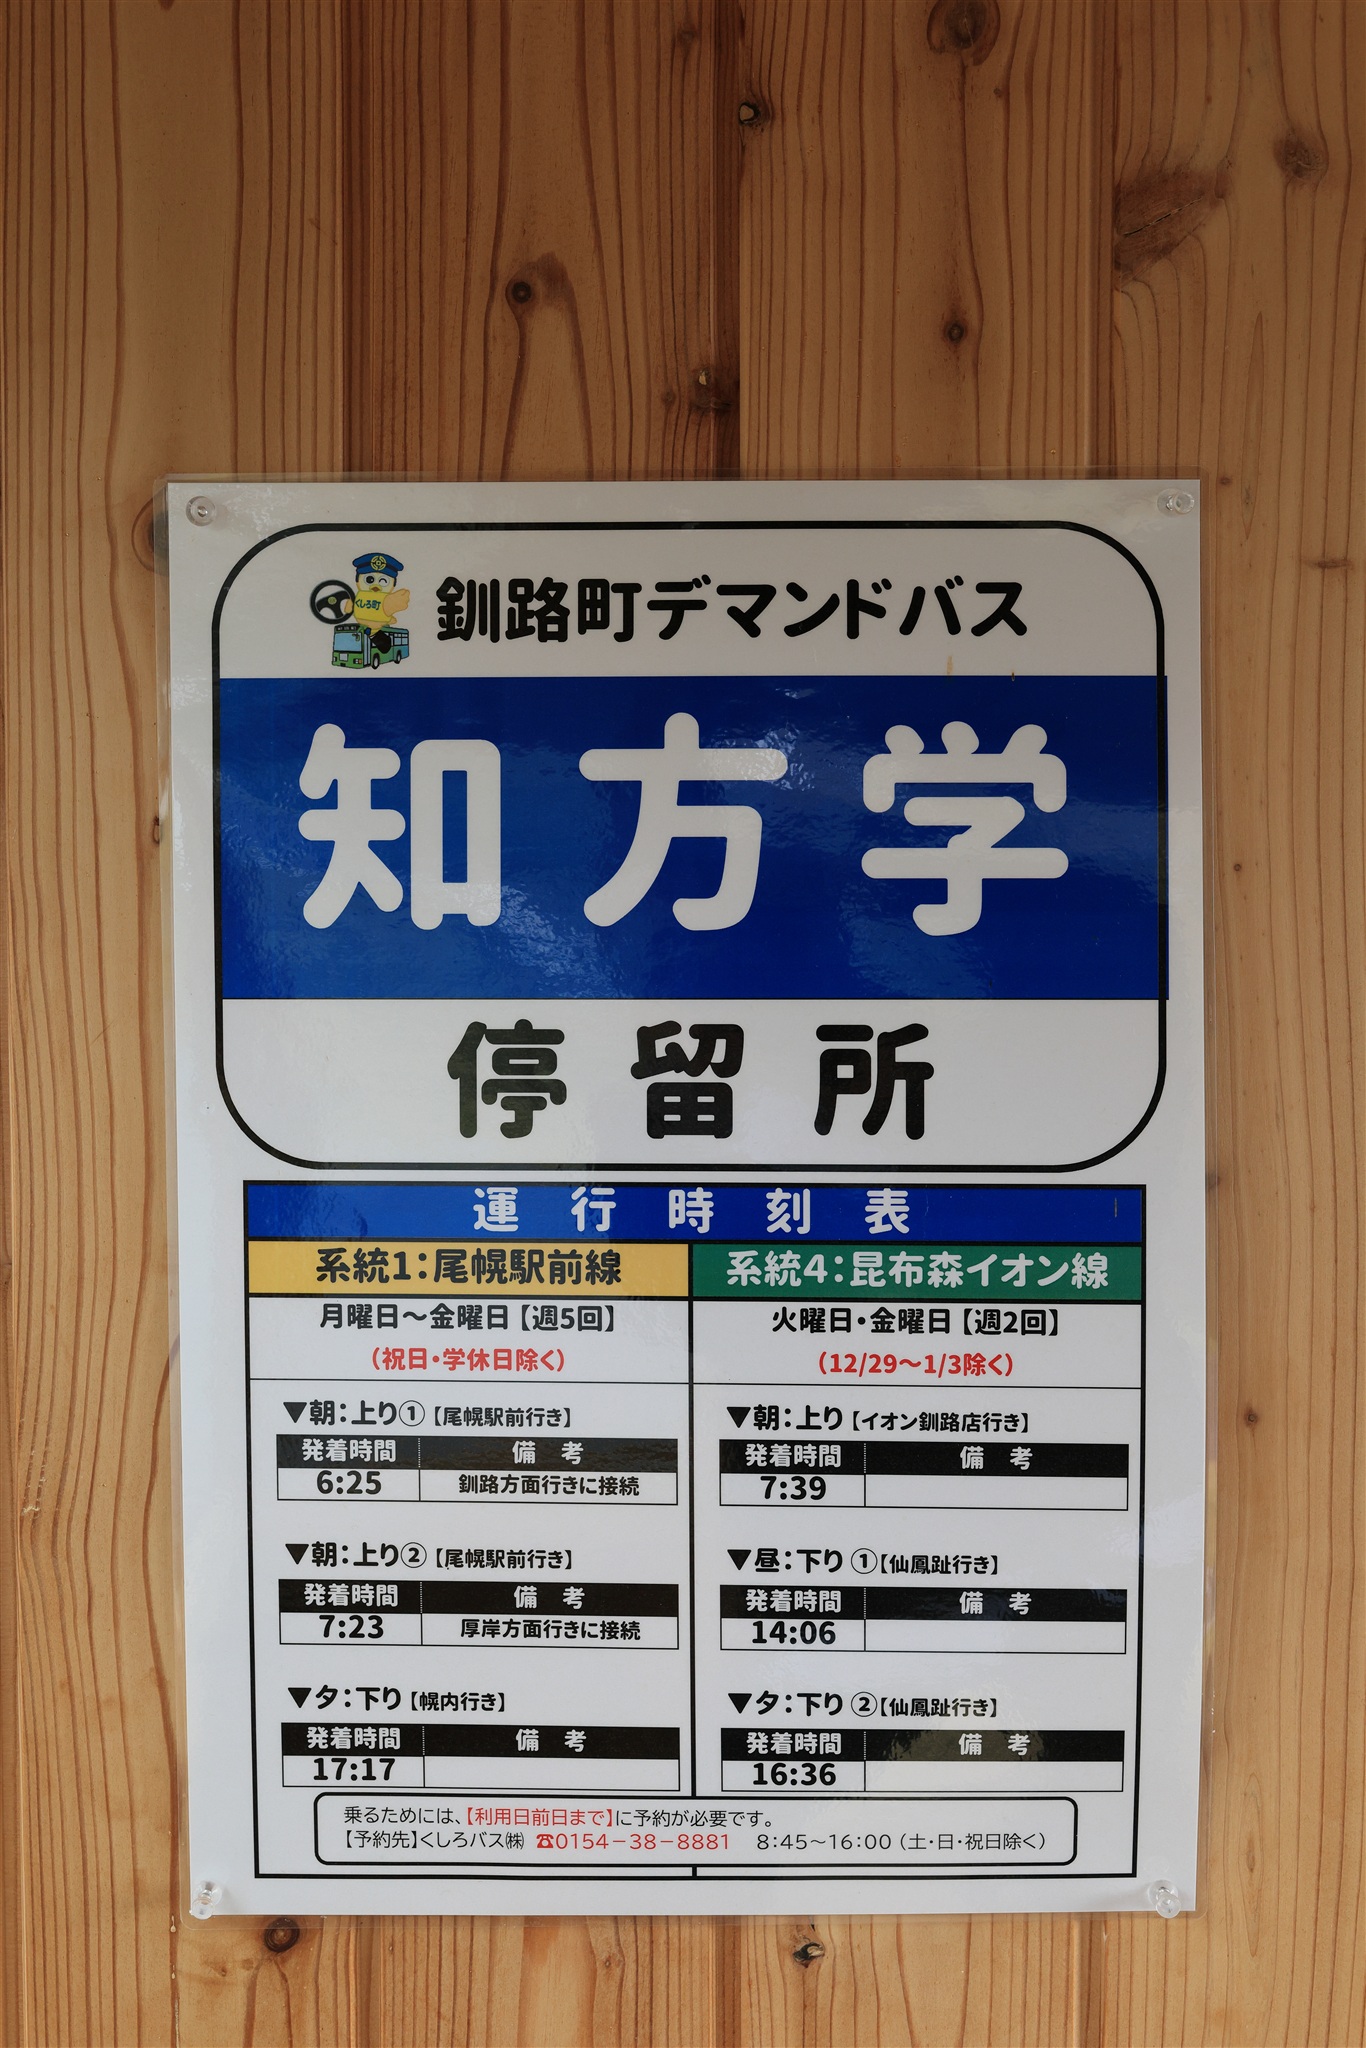 くしろ町
釧路町デマンドバス
知方学
停留所
運行時刻表
系統1：尾幌駅前線
月曜日～金曜日【週5回】
（祝日・学休日除く）
▼朝：上り①【尾幌駅前行き】
発着時間 備考
6:25 釧路方面行きに接続
▼朝：上り②【尾幌駅前行き】
発着時間 備考
7:23 厚岸方面行きに接続
▼夕：下り【幌内行き】
発着時間 備考
17:17
系統4：昆布森イオン線
火曜日・金曜日【週2回】
（12/29～1/3除く）
▼朝：上り【イオン釧路店行き】
発着時間 備考
7:39
▼昼：下り①【仙鳳趾行き】
発着時間 備考
14:06
▼夕：下り②【仙鳳趾行き】
発着時間 備考
16:36
乗るためには、【利用日前日まで】に予約が必要です。
【予約先】くしろバス㈱ ☎0154－38－8881 8:45～16:00（土・日・祝日除く）